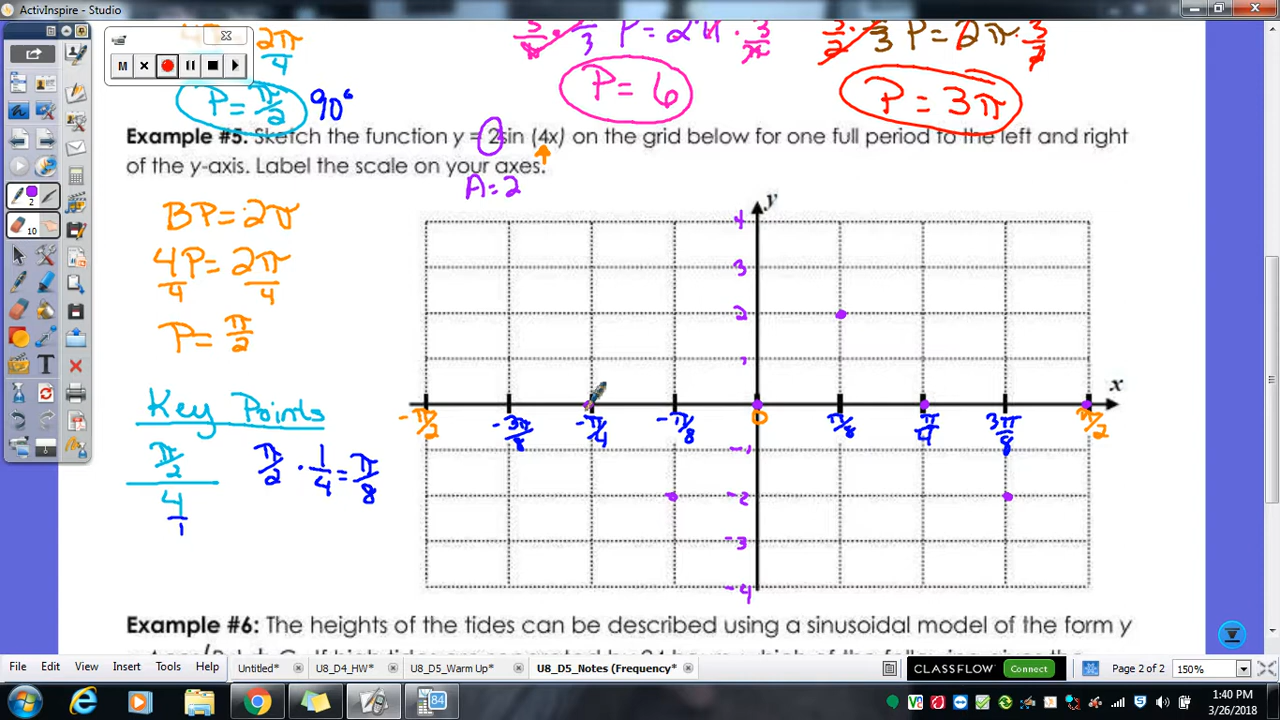 ActivInspire - Studio
2π
4
P = π/2 90°
P = 2π · 3
P = 6
P = 2π · 3
P = 3π
Example #5: Sketch the function y = 2sin (4x) on the grid below for one full period to the left and right
of the y-axis. Label the scale on your axes.
A = 2
BP = 2π
4P = 2π
4 4
P = π/2
Key Points
π/2
4
1
π/2 · 1/4 = π/8
y
4
3
2
1
x
-π/2 -3π/8 -π/4 -π/8 0 π/8 π/4 3π/8 π/2
-1
-2
-3
-4
Example #6: The heights of the tides can be described using a sinusoidal model of the form y
File Edit View Insert Tools Help Untitled* U8_D4_HW* U8_D5_Warm Up* U8_D5_Notes (Frequency* CLASSFLOW Connect Page 2 of 2 150%
84
1:40 PM
3/26/2018